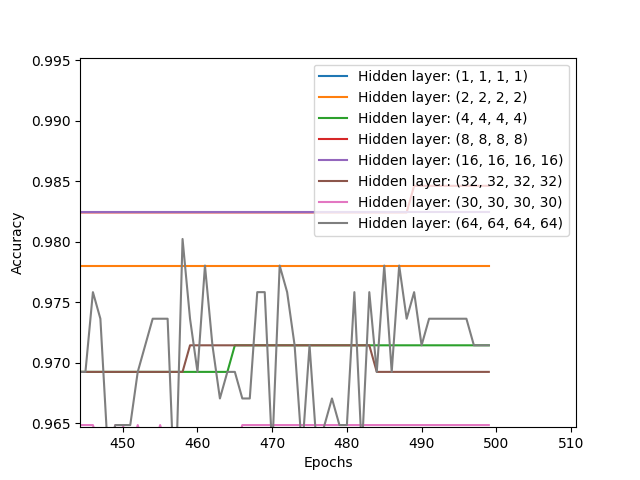 0.995
0.990
0.985
0.980
0.975
0.970
0.965
Accuracy
Hidden layer: (1, 1, 1, 1)
Hidden layer: (2, 2, 2, 2)
Hidden layer: (4, 4, 4, 4)
Hidden layer: (8, 8, 8, 8)
Hidden layer: (16, 16, 16, 16)
Hidden layer: (32, 32, 32, 32)
Hidden layer: (30, 30, 30, 30)
Hidden layer: (64, 64, 64, 64)
450 460 470 480 490 500 510
Epochs